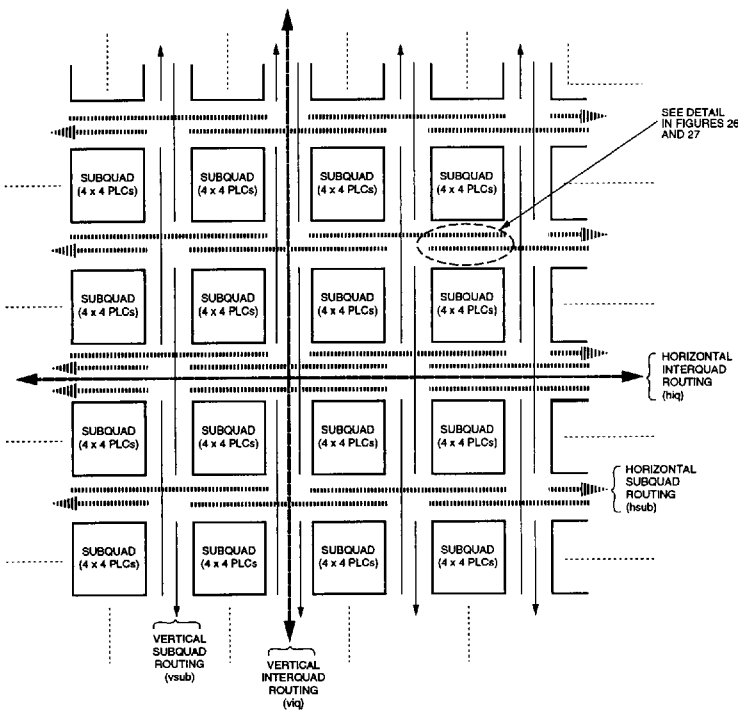 SEE DETAIL
IN FIGURES 26
AND 27
SUBQUAD
(4 x 4 PLCs)
SUBQUAD
(4 x 4 PLCs)
SUBQUAD
(4 x 4 PLCs)
SUBQUAD
(4 x 4 PLCs)
SUBQUAD
(4 x 4 PLCs)
SUBQUAD
(4 x 4 PLCs)
SUBQUAD
(4 x 4 PLCs)
SUBQUAD
(4 x 4 PLCs)
HORIZONTAL
INTERQUAD
ROUTING
(hiq)
SUBQUAD
(4 x 4 PLCs)
SUBQUAD
(4 x 4 PLCs)
SUBQUAD
(4 x 4 PLCs)
SUBQUAD
(4 x 4 PLCs)
HORIZONTAL
SUBQUAD
ROUTING
(hsub)
SUBQUAD
(4 x 4 PLCs)
SUBQUAD
(4 x 4 PLCs
SUBQUAD
(4 x 4 PLCs)
SUBQUAD
(4 x 4 PLCs)
VERTICAL
SUBQUAD
ROUTING
(vsub)
VERTICAL
INTERQUAD
ROUTING
(viq)